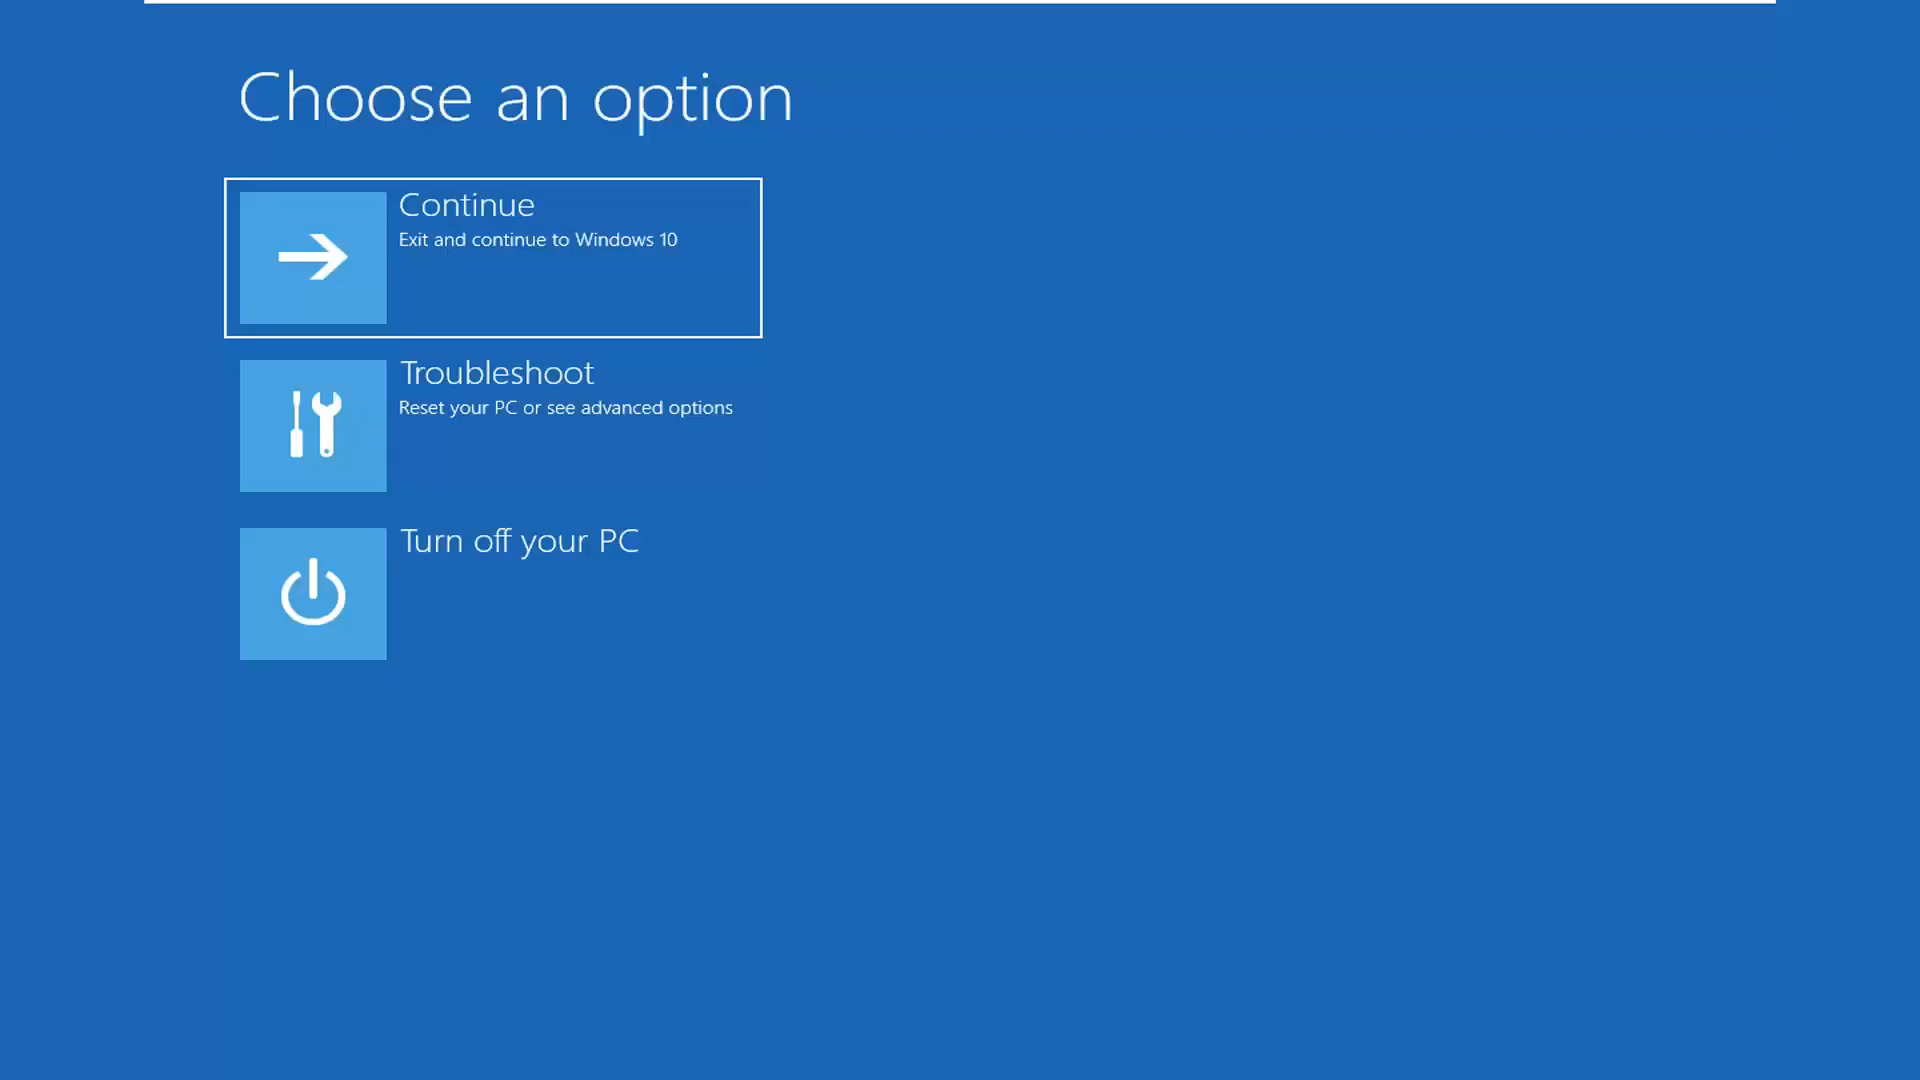 Choose an option
Continue
Exit and continue to Windows 10
Troubleshoot
Reset your PC or see advanced options
Turn off your PC